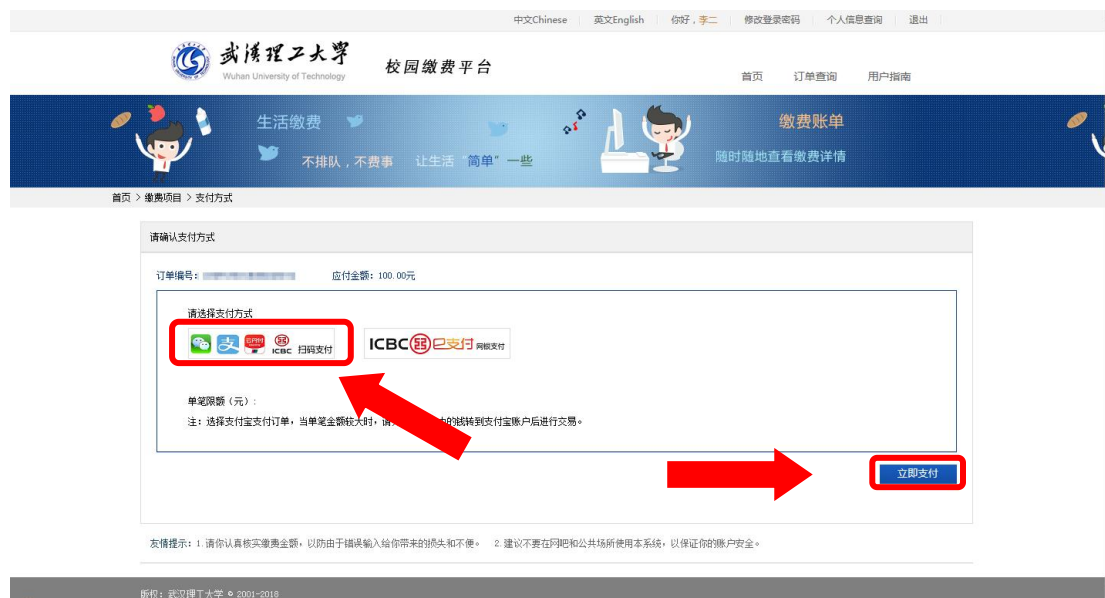 中文Chinese 英文English 你好，李二 修改登录密码 个人信息查询 退出
武汉理工大学
Wuhan University of Technology
校园缴费平台
首页 订单查询 用户指南
生活缴费
不排队，不费事 让生活“简单”一些
缴费账单
随时随地查看缴费详情
首页 > 缴费项目 > 支付方式
请确认支付方式
订单编号： 应付金额：100.00元
请选择支付方式
ICBC 扫码支付
ICBC e支付 网银支付
单笔限额（元）：
注：选择支付宝支付订单，当单笔金额较大时，请 的钱转到支付宝账户后进行交易。
立即支付
友情提示：1.请你认真核实缴费金额，以防由于错误输入给你带来的损失和不便。 2.建议不要在网吧和公共场所使用本系统，以保证你的账户安全。
版权：武汉理工大学 © 2001-2018